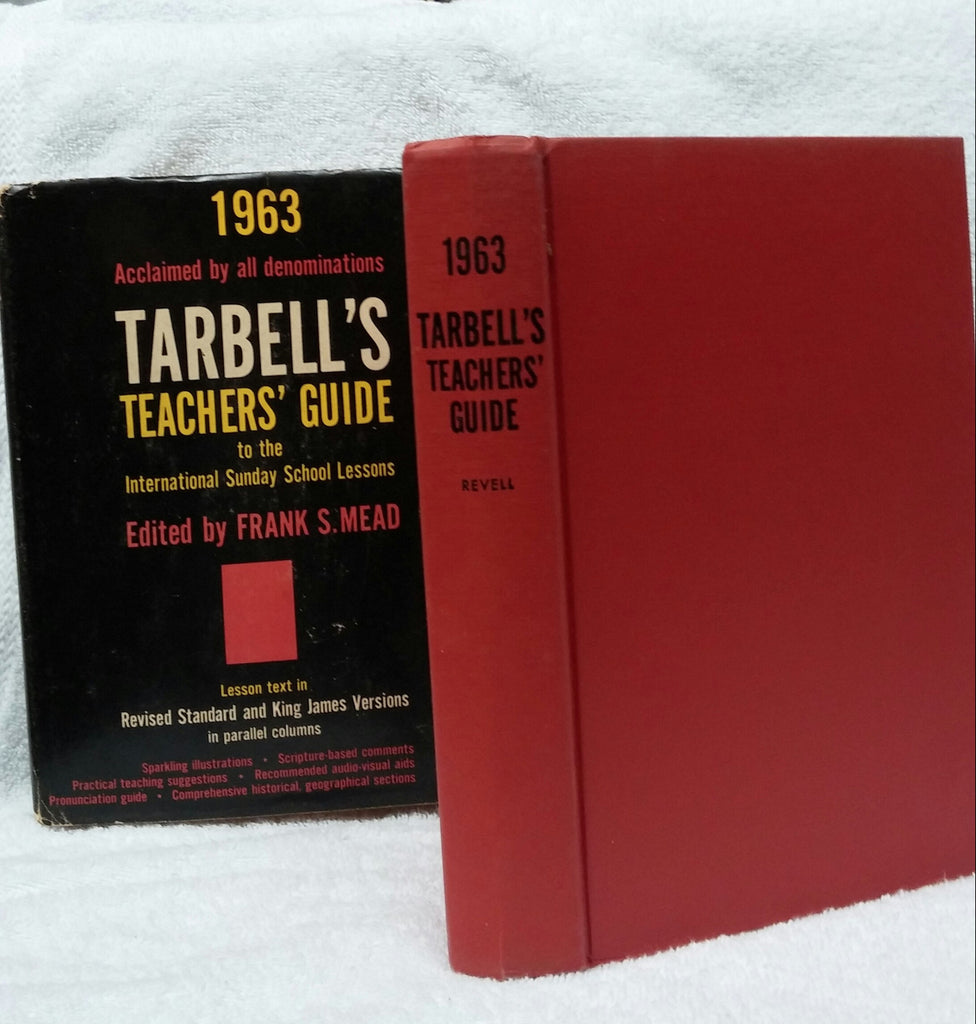 1963
Acclaimed by all denominations
TARBELL'S
TEACHERS' GUIDE
to the
International Sunday School Lessons
Edited by FRANK S. MEAD
Lesson text in
Revised Standard and King James Versions
in parallel columns
Sparkling illustrations • Scripture-based comments
Practical teaching suggestions • Recommended audio-visual aids
Pronunciation guide • Comprehensive historical, geographical sections
1963
TARBELL'S
TEACHERS'
GUIDE
REVELL